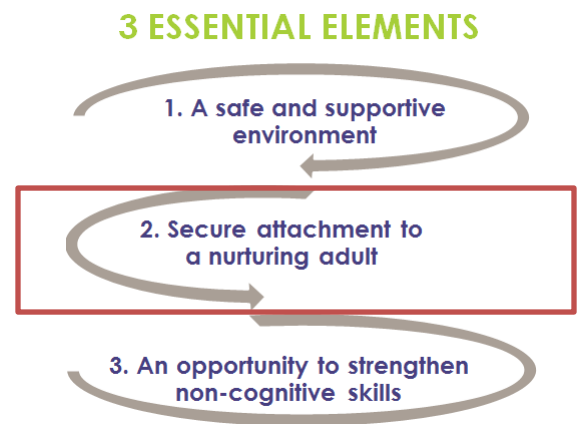 3 ESSENTIAL ELEMENTS
1. A safe and supportive
environment
2. Secure attachment to
a nurturing adult
3. An opportunity to strengthen
non-cognitive skills